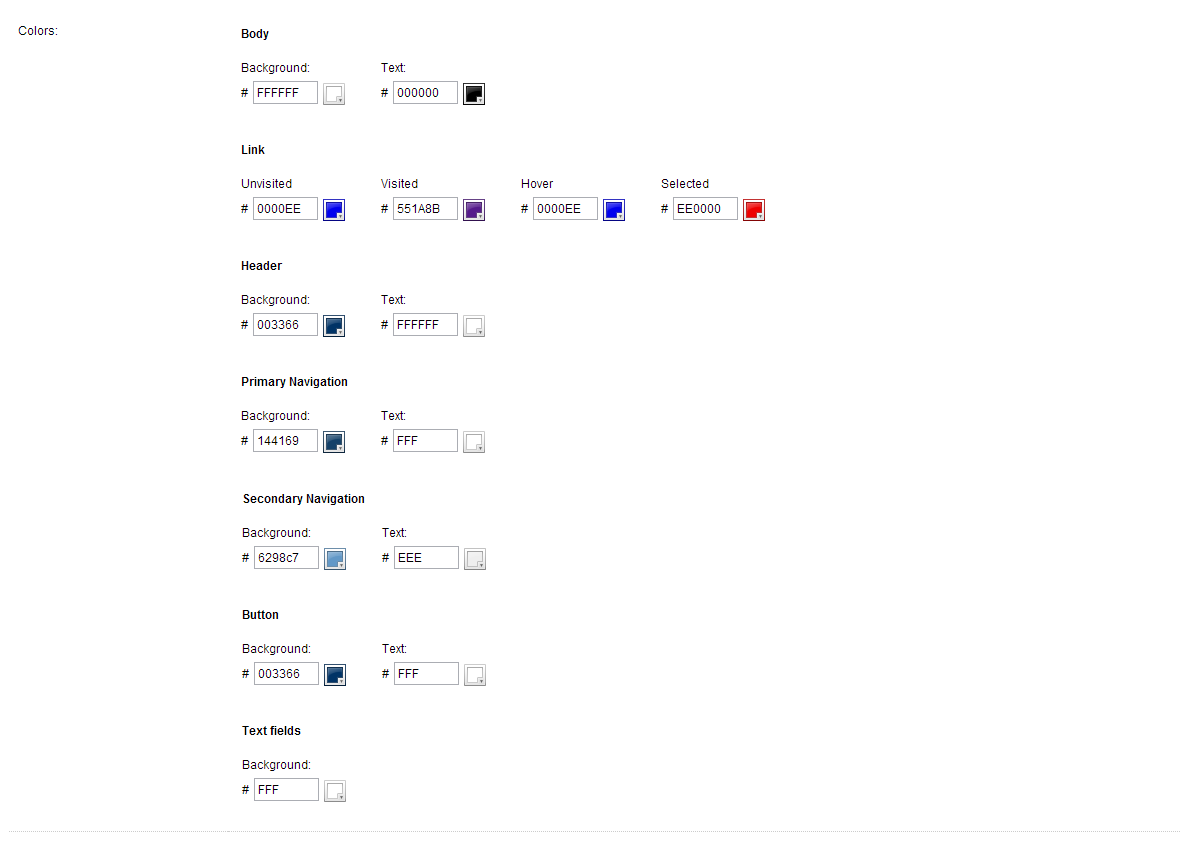 Colors:
Body
Background: Text:
# FFFFFF # 000000
Link
Unvisited Visited Hover Selected
# 0000EE # 551A8B # 0000EE # EE0000
Header
Background: Text:
# 003366 # FFFFFF
Primary Navigation
Background: Text:
# 144169 # FFF
Secondary Navigation
Background: Text:
# 6298c7 # EEE
Button
Background: Text:
# 003366 # FFF
Text fields
Background:
# FFF